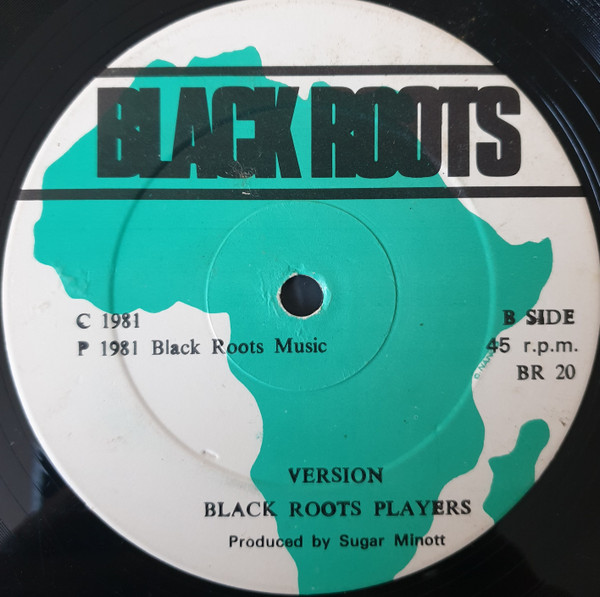 BLACK ROOTS
C 1981
P 1981 Black Roots Music
B SIDE
45 r.p.m.
BR 20
VERSION
BLACK ROOTS PLAYERS
Produced by Sugar Minott